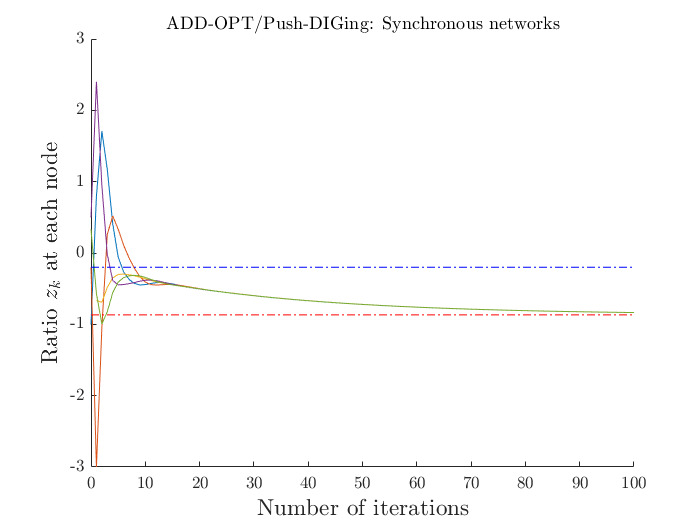 ADD-OPT/Push-DIGing: Synchronous networks
3
2
1
0
-1
-2
-3
Ratio z_k at each node
0 10 20 30 40 50 60 70 80 90 100
Number of iterations